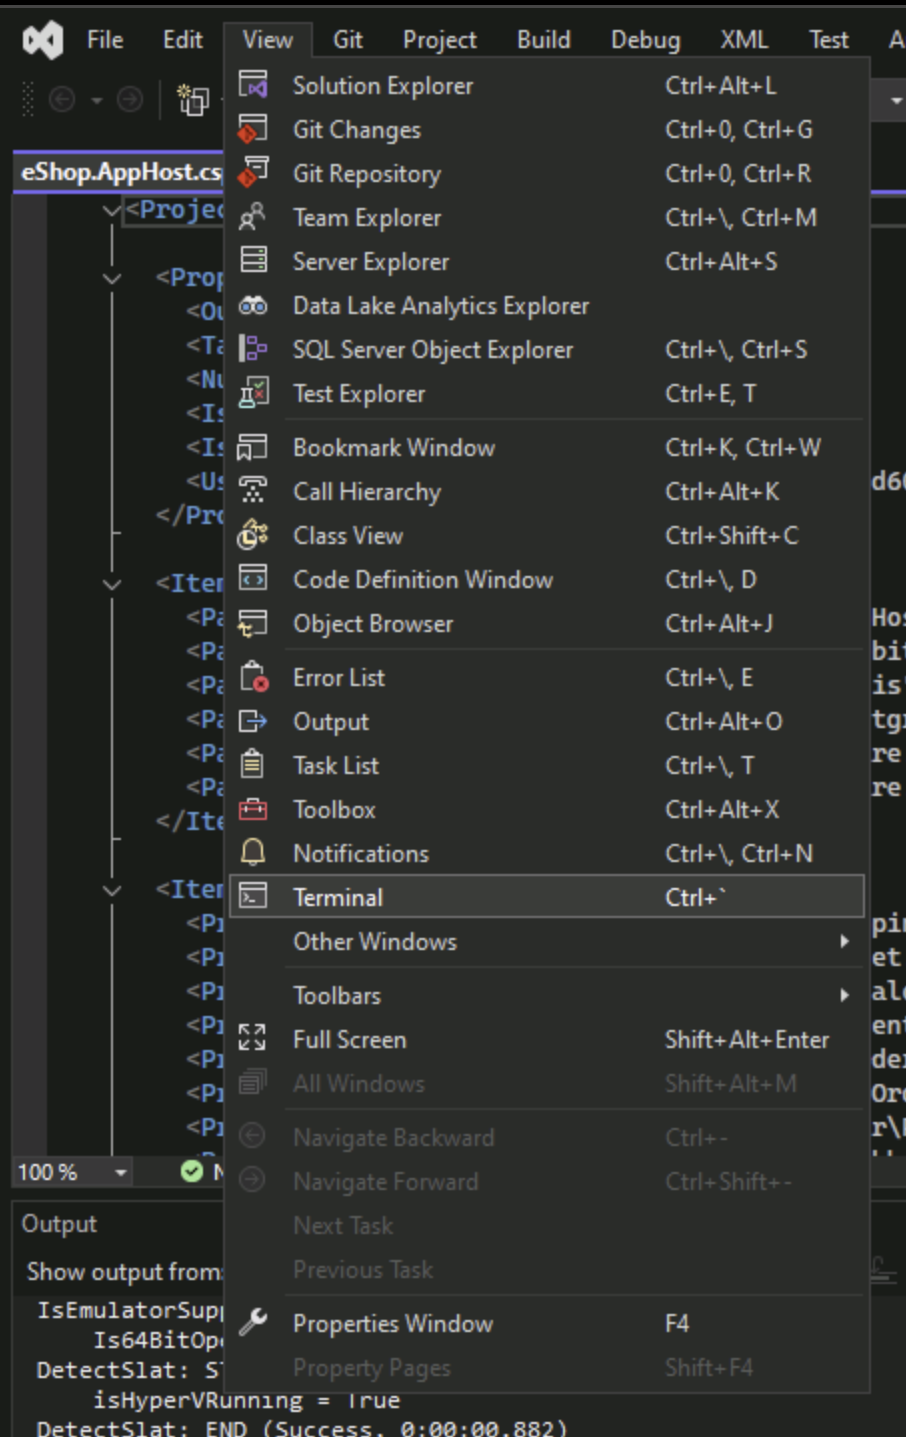 File Edit View Git Project Build Debug XML Test A
Solution Explorer Ctrl+Alt+L
Git Changes Ctrl+0, Ctrl+G
eShop.AppHost.cs
Git Repository Ctrl+0, Ctrl+R
<Projec
Team Explorer Ctrl+\, Ctrl+M
Server Explorer Ctrl+Alt+S
<Prop
Data Lake Analytics Explorer
<Ou
SQL Server Object Explorer Ctrl+\, Ctrl+S
<Ta
Test Explorer Ctrl+E, T
<Nu
<Is
Bookmark Window Ctrl+K, Ctrl+W
<Is
Call Hierarchy Ctrl+Alt+K
<Us d60
</Pro
Class View Ctrl+Shift+C
Code Definition Window Ctrl+\, D
<Item
Object Browser Ctrl+Alt+J
<Pa Hos
<Pa bit
Error List Ctrl+\, E
<Pa is"
Output Ctrl+Alt+O
<Pa tgr
<Pa re
Task List Ctrl+\, T
<Pa re
Toolbox Ctrl+Alt+X
</Ite
Notifications Ctrl+\, Ctrl+N
<Item
Terminal Ctrl+`
<Pr pin
Other Windows
<Pr et
<Pr alo
Toolbars
<Pr ent
Full Screen Shift+Alt+Enter
<Pr der
All Windows Shift+Alt+M
<Pr Ord
<Pr r\
Navigate Backward Ctrl+-
100 % N
Navigate Forward Ctrl+Shift+-
Output
Next Task
Show output from:
Previous Task
IsEmulatorSupp
Properties Window F4
Is64BitOpe
DetectSlat: ST
Property Pages Shift+F4
isHyperVRunning = True
DetectSlat: END (Success, 0:00:00.882)